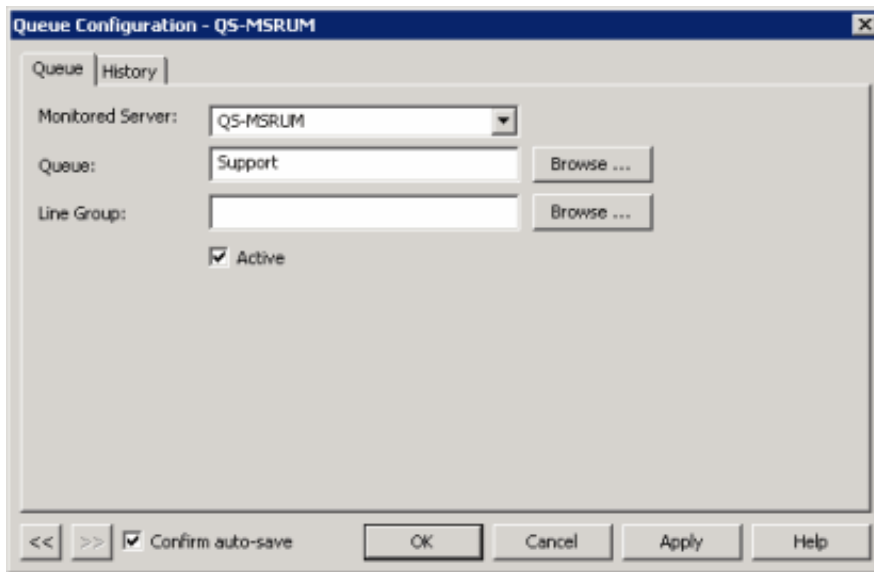 Queue Configuration - QS-MSRUM
Queue History
Monitored Server: QS-MSRUM
Queue: Support Browse ...
Line Group: Browse ...
Active
<< >> Confirm auto-save OK Cancel Apply Help